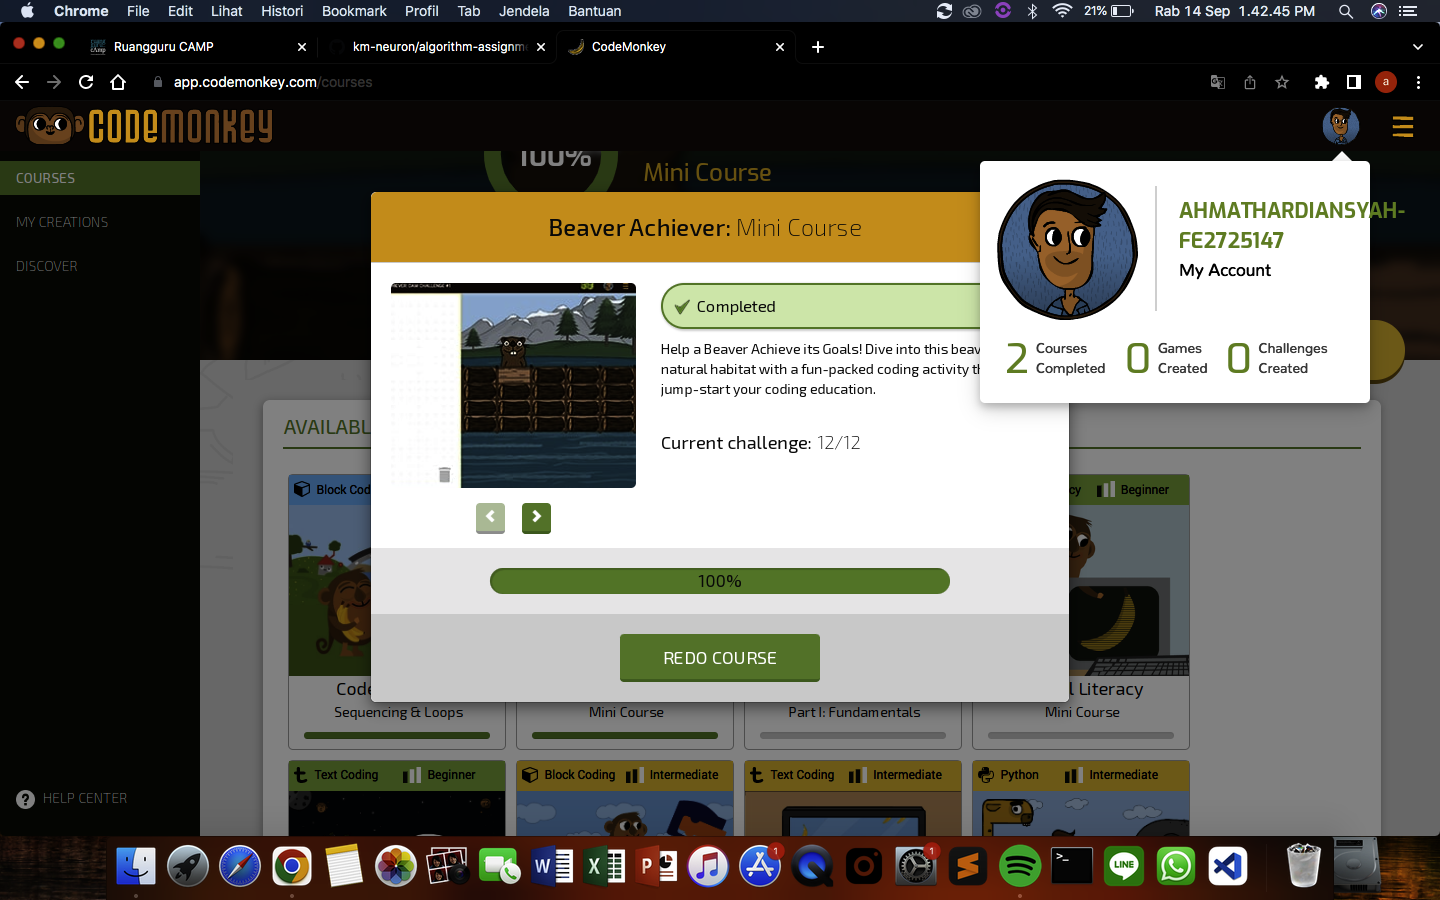 Chrome File Edit Lihat Histori Bookmark Profil Tab Jendela Bantuan 21% Rab 14 Sep 1.42.45 PM
Ruangguru CAMP km-neuron/algorithm-assignm CodeMonkey
app.codemonkey.com/courses a
CODEMONKEY
COURSES
MY CREATIONS
DISCOVER
HELP CENTER
100%
Mini Course
AHMATHARDIANSYAH-
FE2725147
My Account
2 Courses Completed 0 Games Created 0 Challenges Created
Beaver Achiever: Mini Course
Completed
Help a Beaver Achieve its Goals! Dive into this beav
natural habitat with a fun-packed coding activity th
jump-start your coding education.
Current challenge: 12/12
100%
REDO COURSE
AVAILABL
Block Cod cy Beginner
Code l Literacy
Sequencing & Loops Mini Course Part I: Fundamentals Mini Course
Text Coding Beginner Block Coding Intermediate Text Coding Intermediate Python Intermediate
W X P 1 1 >_ LINE